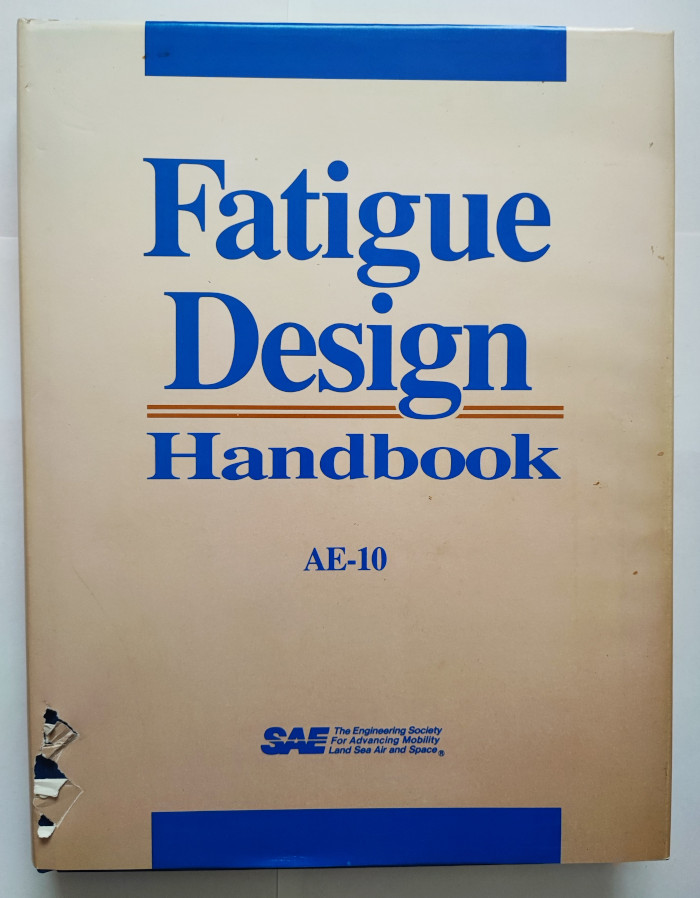 Fatigue
Design
Handbook
AE-10
SAE The Engineering Society
For Advancing Mobility
Land Sea Air and Space®